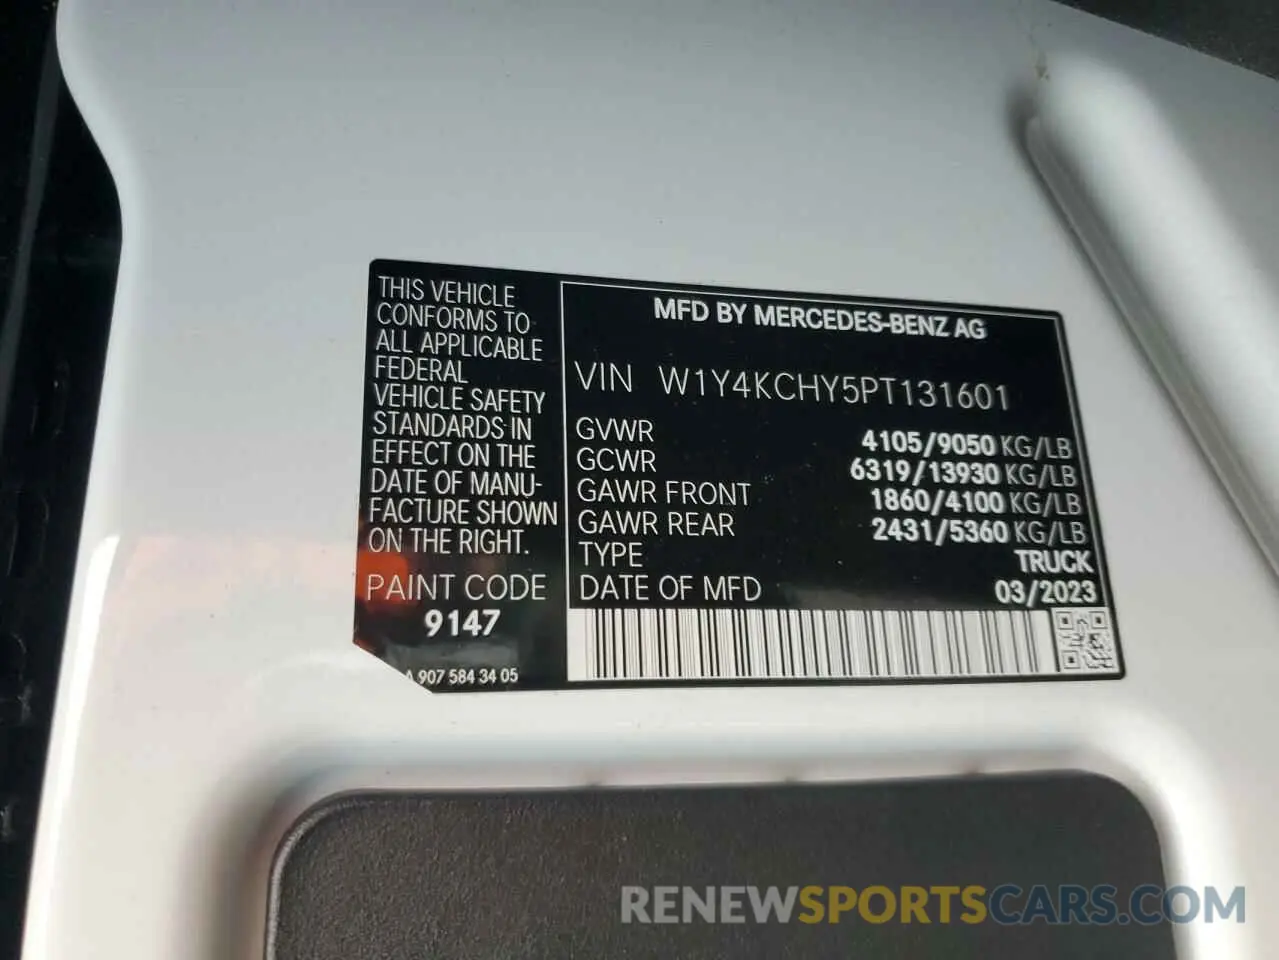 THIS VEHICLE
CONFORMS TO
ALL APPLICABLE
FEDERAL
VEHICLE SAFETY
STANDARDS IN
EFFECT ON THE
DATE OF MANU-
FACTURE SHOWN
ON THE RIGHT.
PAINT CODE
9147
A 907 584 34 05
MFD BY MERCEDES-BENZ AG
VIN W1Y4KCHY5PT131601
GVWR 4105/9050 KG/LB
GCWR 6319/13930 KG/LB
GAWR FRONT 1860/4100 KG/LB
GAWR REAR 2431/5360 KG/LB
TYPE TRUCK
DATE OF MFD 03/2023
RENEWSPORTSCARS.COM